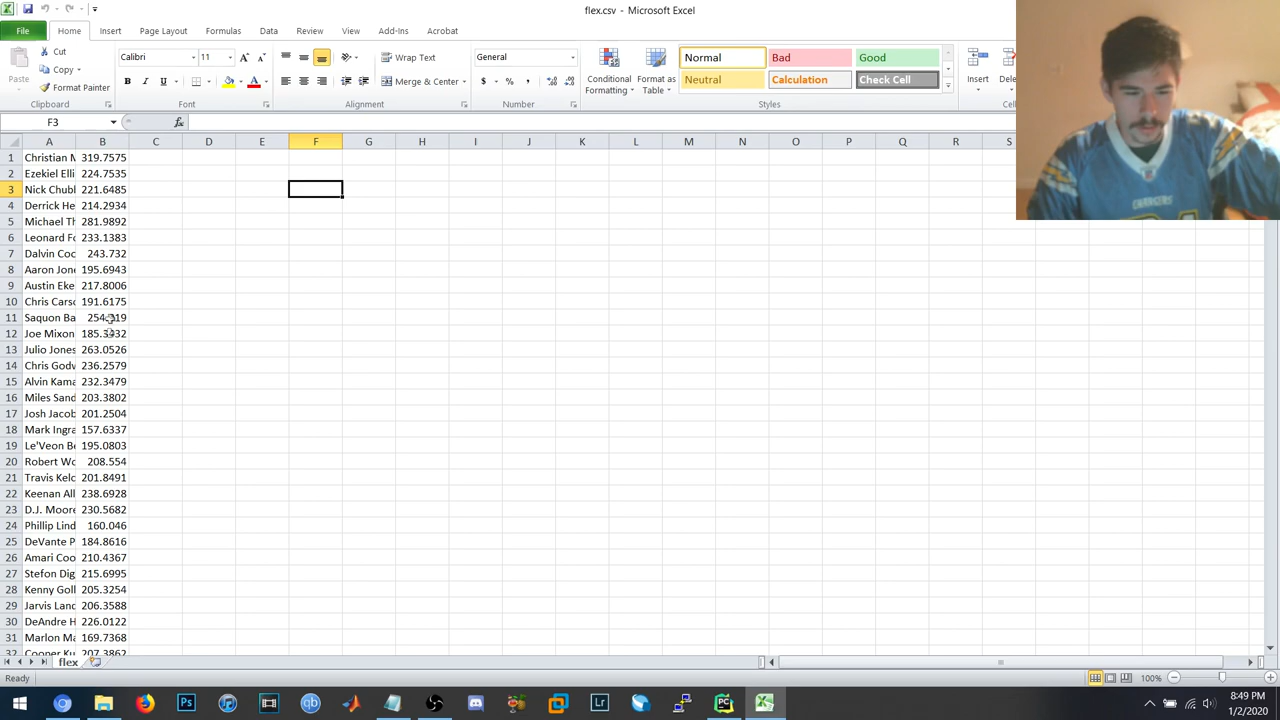 flex.csv - Microsoft Excel
File Home Insert Page Layout Formulas Data Review View Add-Ins Acrobat
Paste
Cut
Copy
Format Painter
Clipboard
Calibri 11
Font
Wrap Text
Merge & Center
Alignment
General
Number
Conditional Formatting
Format as Table
Normal Bad Good
Neutral Calculation Check Cell
Styles
Insert
F3
A B C D E F G H I J K L M N O P Q R S
1 Christian M 319.7575
2 Ezekiel Elli 224.7535
3 Nick Chubl 221.6485
4 Derrick He 214.2934
5 Michael Th 281.9892
6 Leonard Fo 233.1383
7 Dalvin Coo 243.732
8 Aaron Jone 195.6943
9 Austin Eke 217.8006
10 Chris Carso 191.6175
11 Saquon Ba
12 Joe Mixon
13 Julio Jones 263.0526
14 Chris Godv 236.2579
15 Alvin Kama 232.3479
16 Miles Sand 203.3802
17 Josh Jacob 201.2504
18 Mark Ingra 157.6337
19 Le'Veon Be 195.0803
20 Robert Wo 208.554
21 Travis Kelc 201.8491
22 Keenan All 238.6928
23 D.J. Moore 230.5682
24 Phillip Lind 160.046
25 DeVante P 184.8616
26 Amari Coo 210.4367
27 Stefon Dig 215.6995
28 Kenny Goll 205.3254
29 Jarvis Land 206.3588
30 DeAndre H 226.0122
31 Marlon Ma 169.7368
32 Cooper Ku 207.3862
flex
Ready 100%
8:49 PM
1/2/2020